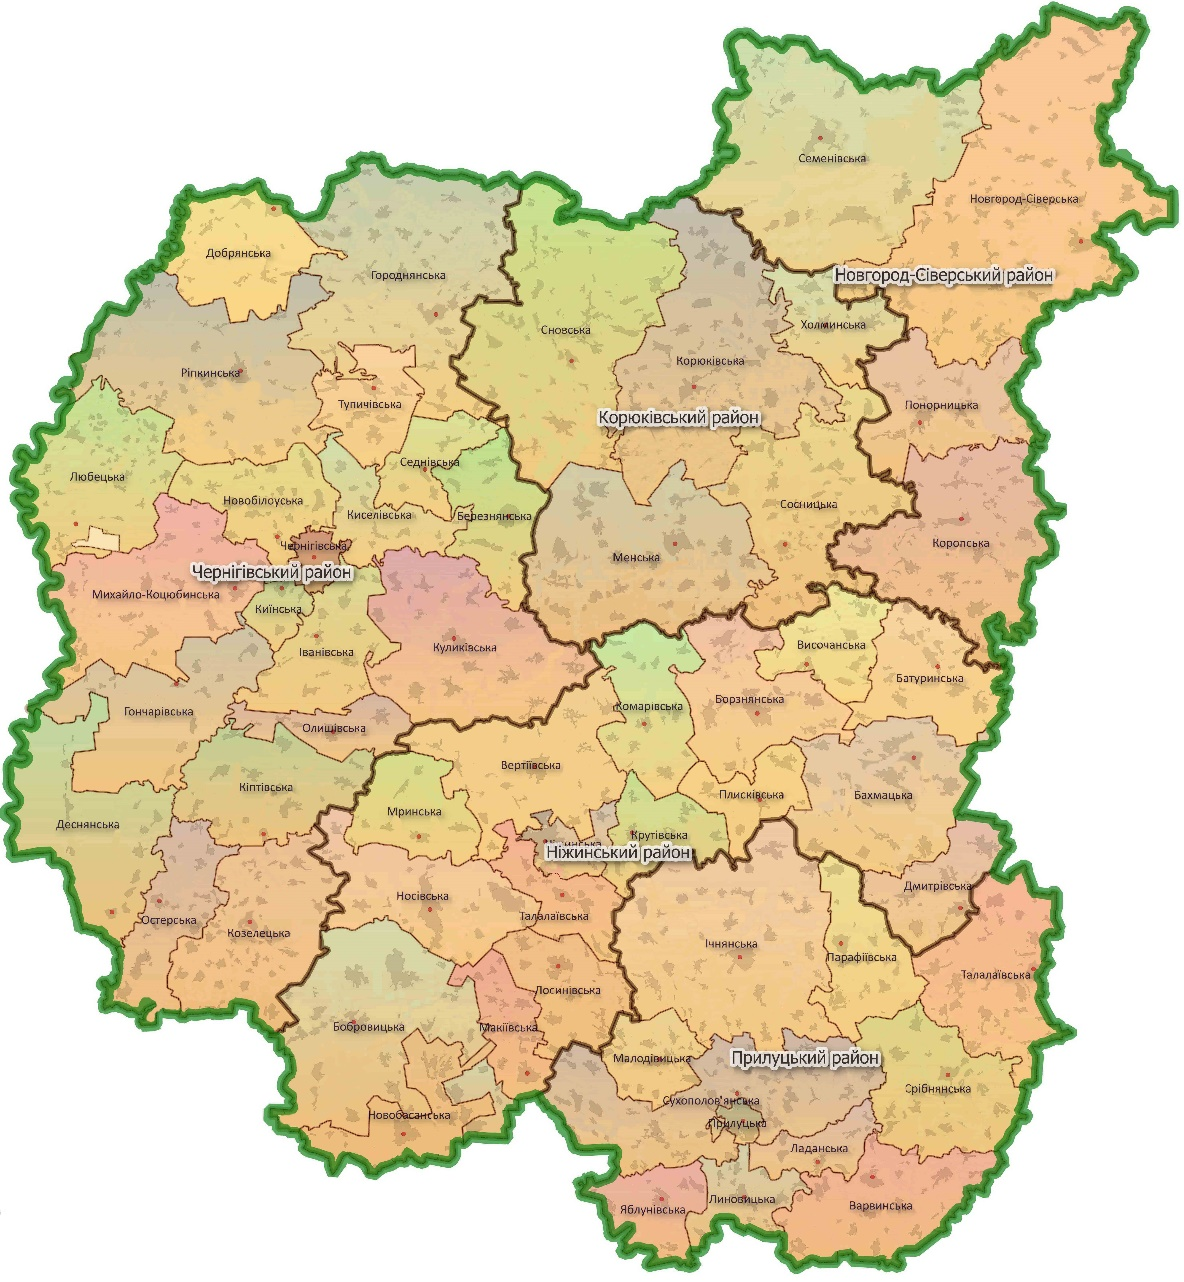 Семенівська
Новгород-Сіверська
Добрянська
Городнянська
Новгород-Сіверський район
Холминська
Сновська
Корюківська
Ріпкинська
Тупичівська
Понорницька
Корюківський район
Седнівська
Любецька
Новобілоуська
Сосницька
Киселівська
Березнянська
Чернігівська
Коропська
Менська
Чернігівський район
Михайло-Коцюбинська
Киїнська
Височанська
Куликівська
Іванівська
Батуринська
Борзнянська
Комарівська
Гончарівська
Олишівська
Вертіївська
Кіптівська
Плисківська
Бахмацька
Мринська
Деснянська
Крутівська
Ніжинський район
Дмитрівська
Носівська
Талалаївська
Остерська
Козелецька
Ічнянська
Парафіївська
Талалаївська
Лосинівська
Бобровицька
Макіївська
Малодівицька
Прилуцький район
Срібнянська
Сухополов'янська
Новобасанська
Прилуцька
Ладанська
Линовицька
Варвинська
Яблунівська